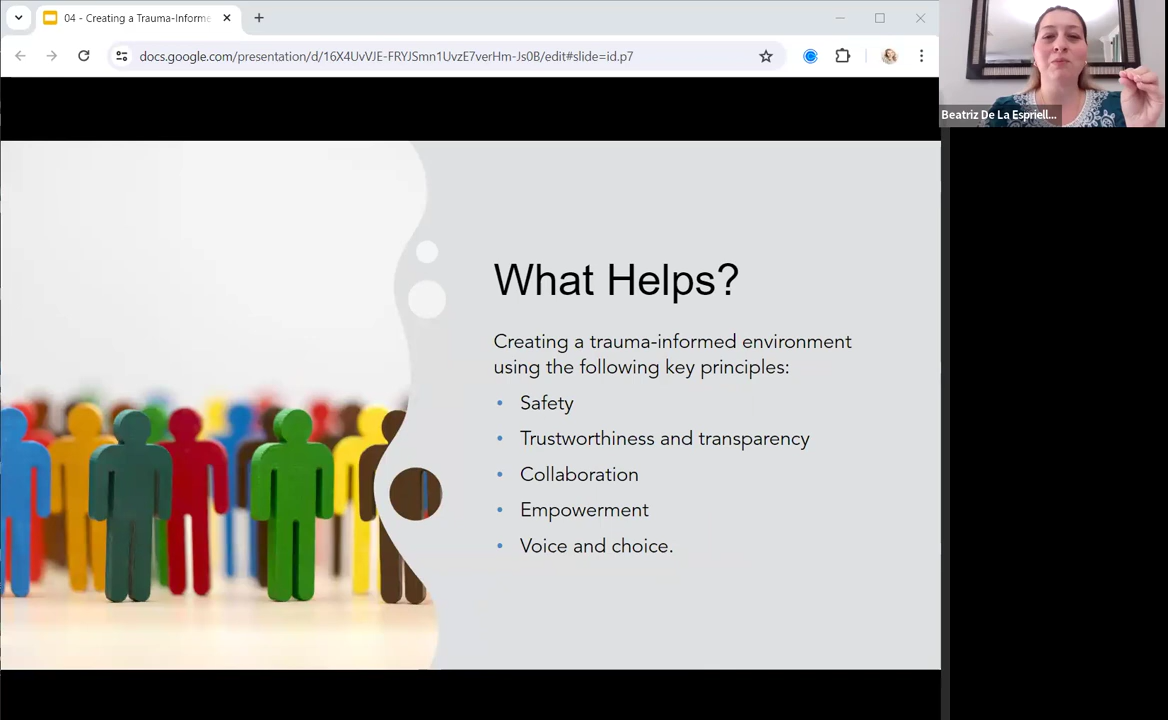 04 - Creating a Trauma-Informe
docs.google.com/presentation/d/16X4UvVJE-FRYJSmn1UvzE7verHm-Js0B/edit#slide=id.p7
Beatriz De La Espriell...
What Helps?
Creating a trauma-informed environment
using the following key principles:
• Safety
• Trustworthiness and transparency
• Collaboration
• Empowerment
• Voice and choice.